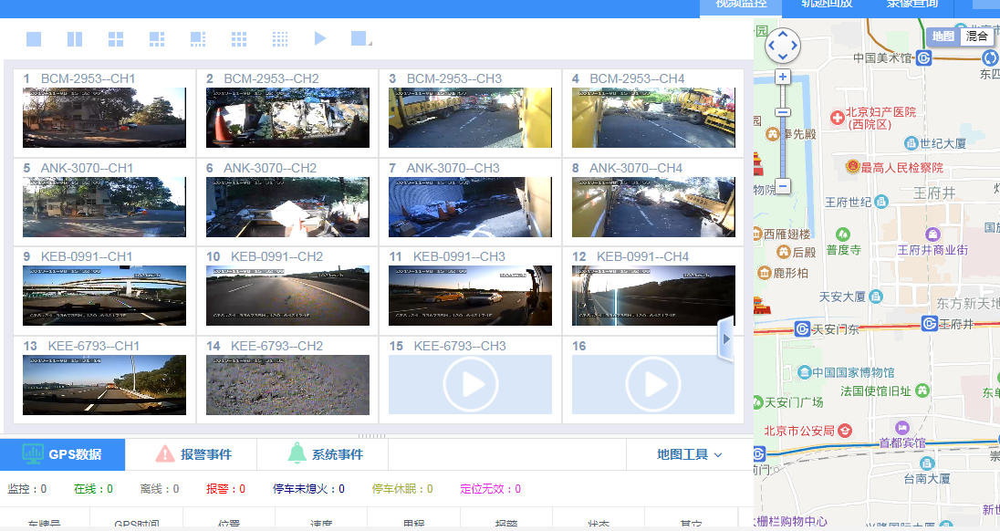 视频监控 轨迹回放 录像查询
1 BCM-2953--CH1
2 BCM-2953--CH2
3 BCM-2953--CH3
4 BCM-2953--CH4
5 ANK-3070--CH1
6 ANK-3070--CH2
7 ANK-3070--CH3
8 ANK-3070--CH4
9 KEB-0991--CH1
10 KEB-0991--CH2
11 KEB-0991--CH3
12 KEB-0991--CH4
13 KEE-6793--CH1
14 KEE-6793--CH2
15 KEE-6793--CH3
16
GPS数据 报警事件 系统事件 地图工具
监控：0 在线：0 离线：0 报警：0 停车未熄火：0 停车休眠：0 定位无效：0
车牌号 GPS时间 位置 速度 里程 报警 状态 其它
地图 混合
中国美术馆
东四
北京妇产医院
(西院区)
奉先殿
世纪大厦
最高人民检察院
物院
王府世纪
王府井
西雁翅楼
普度寺
王府井商业街
后殿
鹿彤柏
天安大厦
东方新天地
天安门东
王府井
中国国家博物馆
法国使馆旧址
天安门广场
东单
北京市公安局
首都宾馆
前门
台南大厦
大栅栏购物中心
兴隆国际大厦
新世